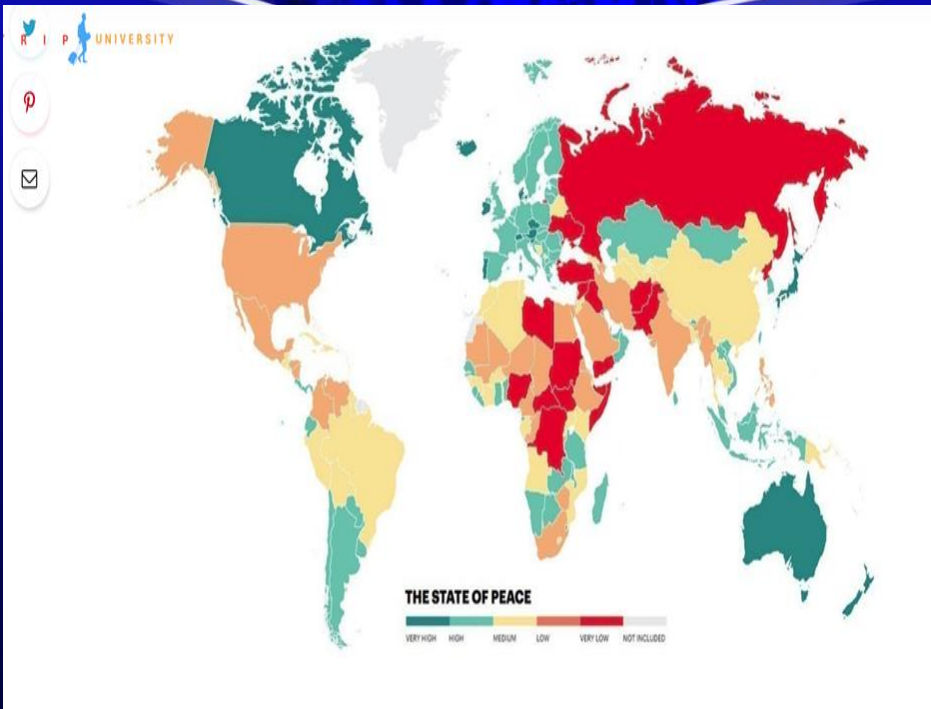 R I P UNIVERSITY
THE STATE OF PEACE
VERY HIGH HIGH MEDIUM LOW VERY LOW NOT INCLUDED